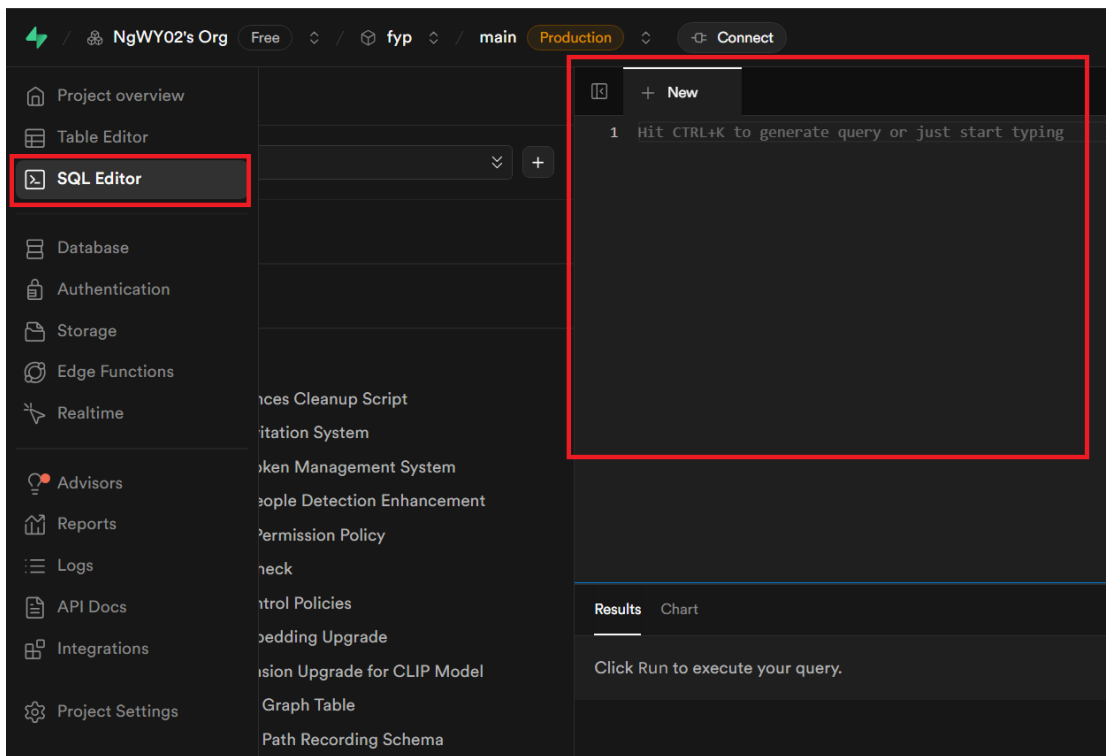 NgWY02's Org Free fyp main Production Connect
Project overview
Table Editor
SQL Editor
Database
Authentication
Storage
Edge Functions
Realtime
Advisors
Reports
Logs
API Docs
Integrations
Project Settings
nces Cleanup Script
itation System
oken Management System
eople Detection Enhancement
Permission Policy
heck
ntrol Policies
bedding Upgrade
nsion Upgrade for CLIP Model
Graph Table
Path Recording Schema
+ New
1 Hit CTRL+K to generate query or just start typing
Results Chart
Click Run to execute your query.